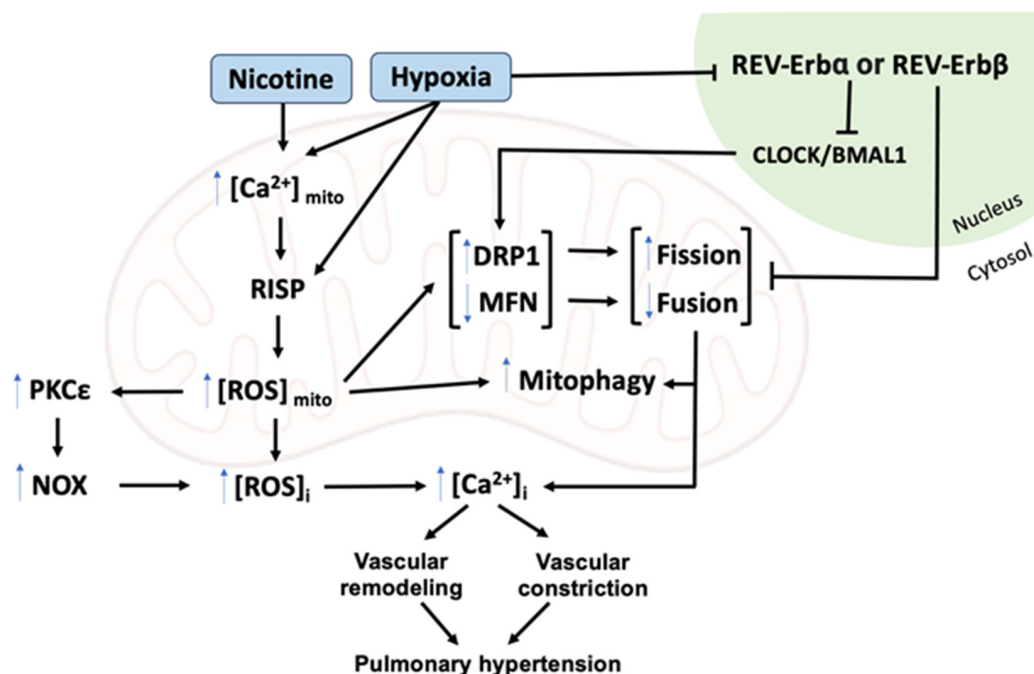 Nicotine
Hypoxia
REV-Erbα or REV-Erbβ
CLOCK/BMAL1
Nucleus
Cytosol
[Ca²⁺] mito
RISP
DRP1
MFN
Fission
Fusion
PKCε
[ROS] mito
Mitophagy
NOX
[ROS]i
[Ca²⁺]i
Vascular
remodeling
Vascular
constriction
Pulmonary hypertension